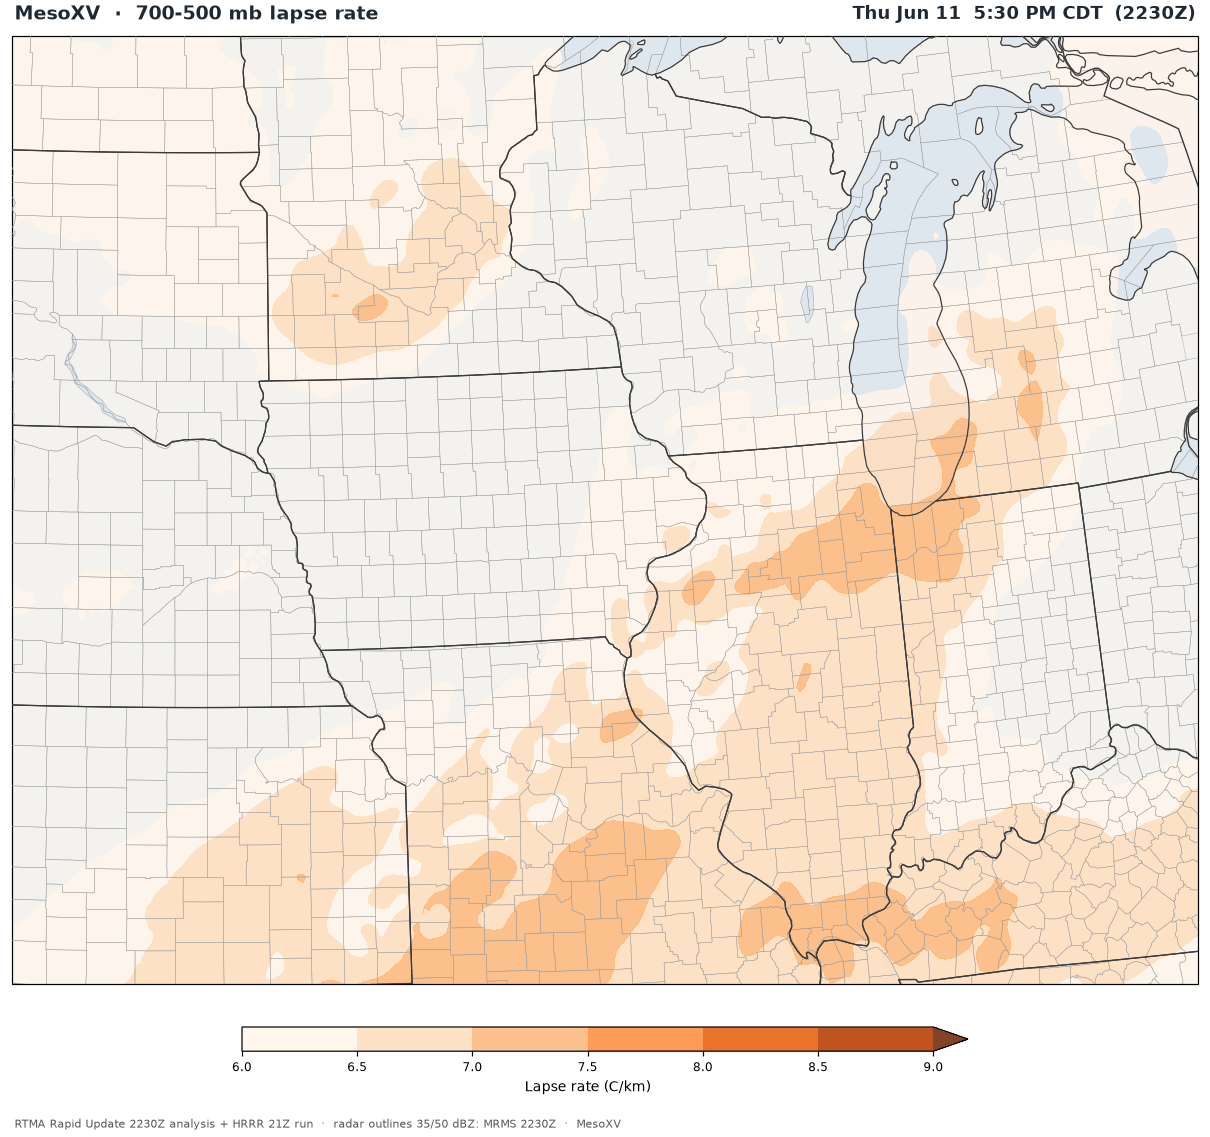 MesoXV · 700-500 mb lapse rate
Thu Jun 11 5:30 PM CDT (2230Z)
6.0 6.5 7.0 7.5 8.0 8.5 9.0
Lapse rate (C/km)
RTMA Rapid Update 2230Z analysis + HRRR 21Z run · radar outlines 35/50 dBZ: MRMS 2230Z · MesoXV